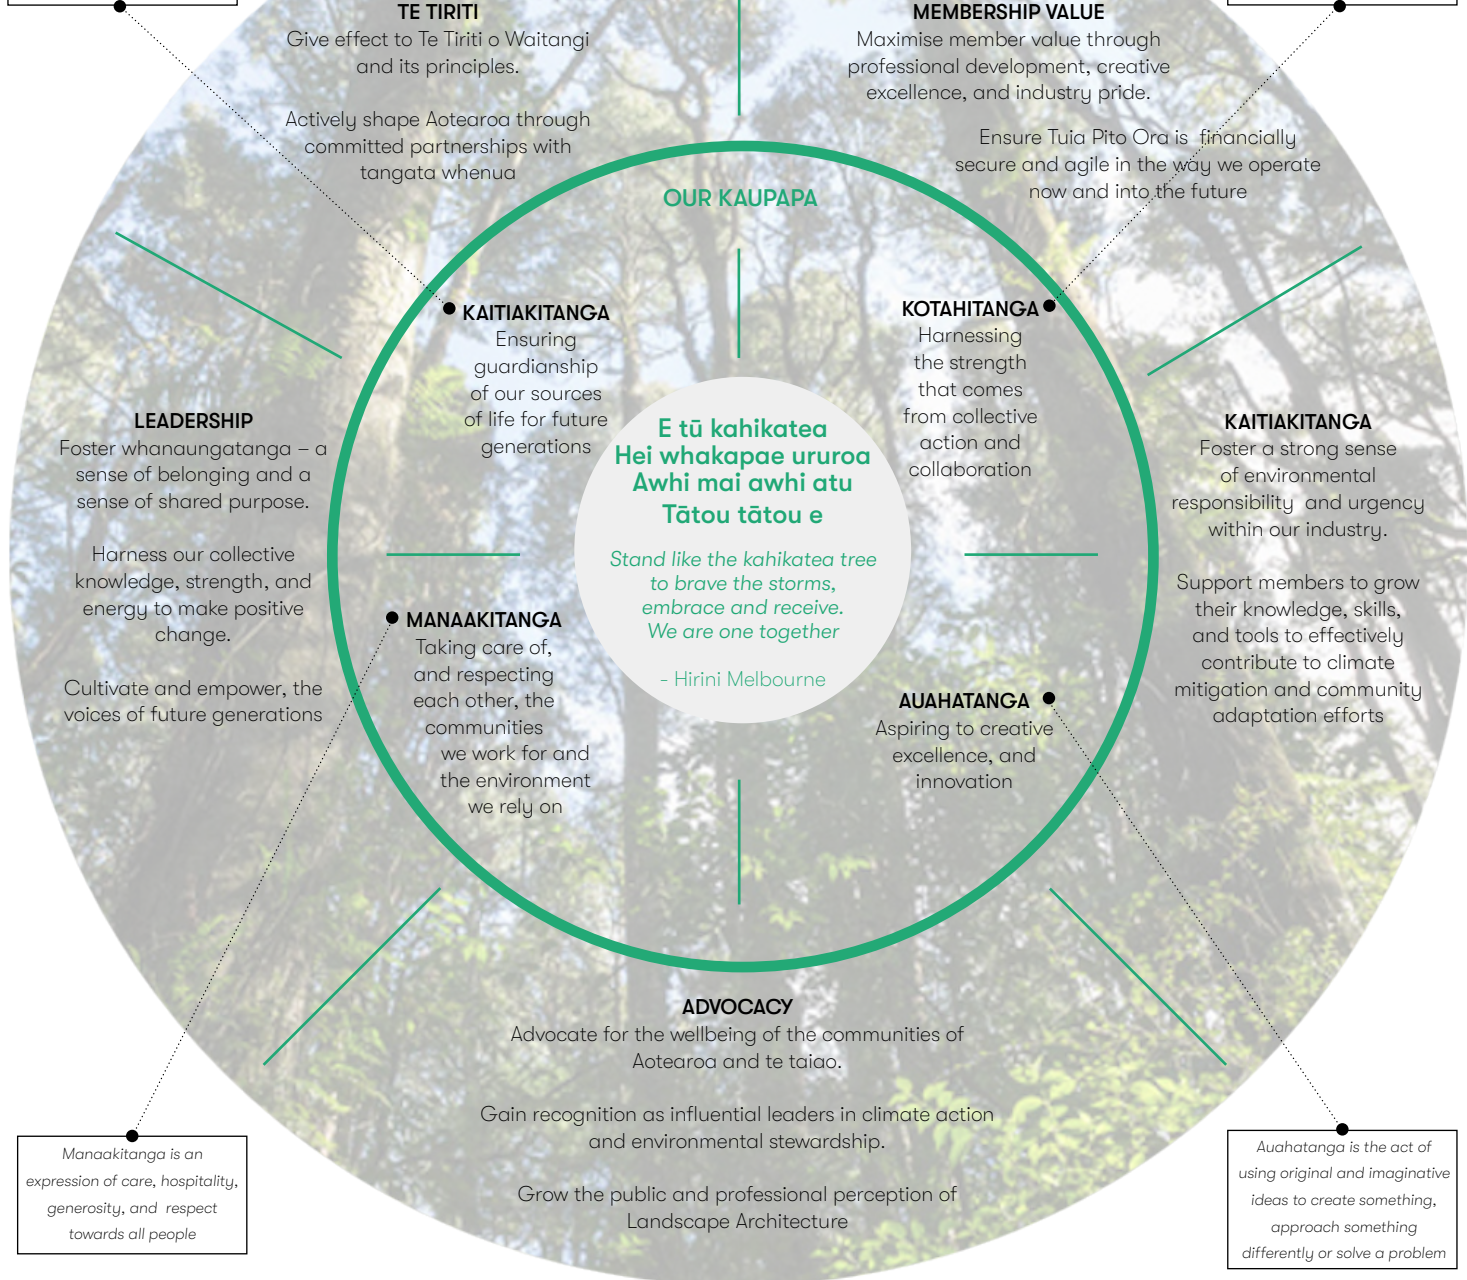 TE TIRITI
Give effect to Te Tiriti o Waitangi
and its principles.
Actively shape Aotearoa through
committed partnerships with
tangata whenua
MEMBERSHIP VALUE
Maximise member value through
professional development, creative
excellence, and industry pride.
Ensure Tuia Pito Ora is financially
secure and agile in the way we operate
now and into the future
OUR KAUPAPA
KAITIAKITANGA
Ensuring
guardianship
of our sources
of life for future
generations
KOTAHITANGA
Harnessing
the strength
that comes
from collective
action and
collaboration
LEADERSHIP
Foster whanaungatanga – a
sense of belonging and a
sense of shared purpose.
Harness our collective
knowledge, strength, and
energy to make positive
change.
Cultivate and empower, the
voices of future generations
E tū kahikatea
Hei whakapae ururoa
Awhi mai awhi atu
Tātou tātou e
Stand like the kahikatea tree
to brave the storms,
embrace and receive.
We are one together
- Hirini Melbourne
KAITIAKITANGA
Foster a strong sense
of environmental
responsibility and urgency
within our industry.
Support members to grow
their knowledge, skills,
and tools to effectively
contribute to climate
mitigation and community
adaptation efforts
MANAAKITANGA
Taking care of,
and respecting
each other, the
communities
we work for and
the environment
we rely on
AUAHATANGA
Aspiring to creative
excellence, and
innovation
ADVOCACY
Advocate for the wellbeing of the communities of
Aotearoa and te taiao.
Gain recognition as influential leaders in climate action
and environmental stewardship.
Grow the public and professional perception of
Landscape Architecture
Manaakitanga is an
expression of care, hospitality,
generosity, and respect
towards all people
Auahatanga is the act of
using original and imaginative
ideas to create something,
approach something
differently or solve a problem